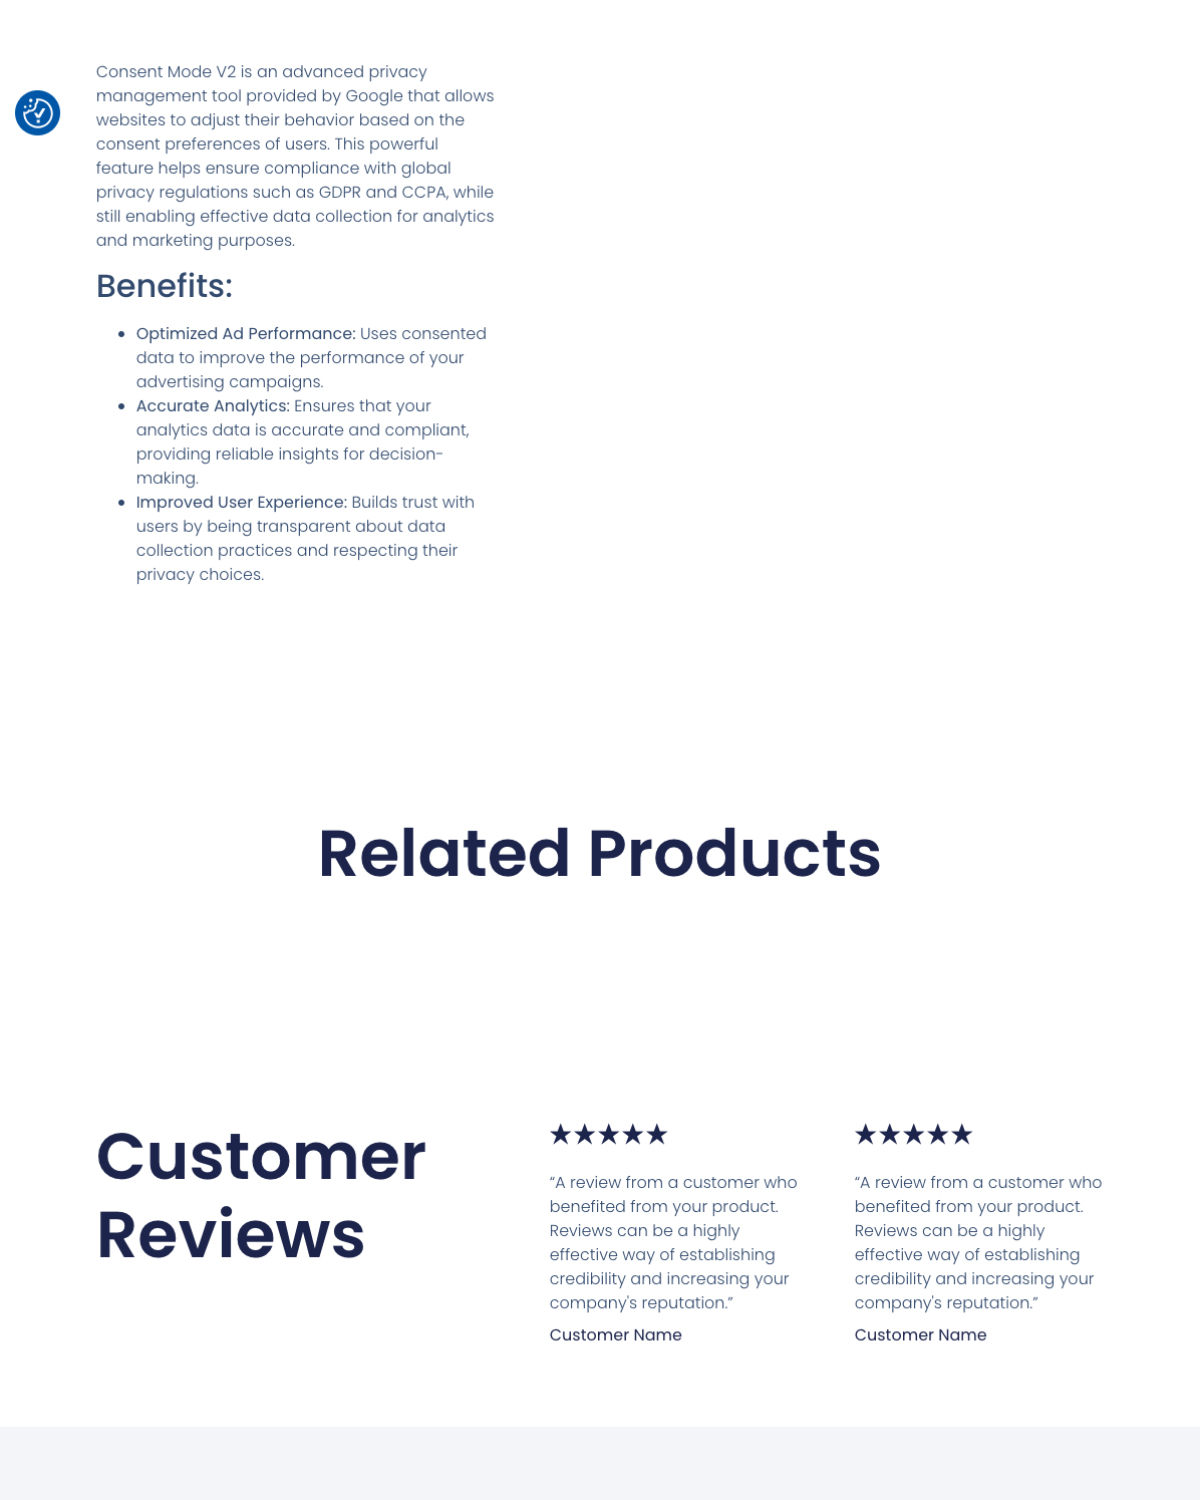 Consent Mode V2 is an advanced privacy
management tool provided by Google that allows
websites to adjust their behavior based on the
consent preferences of users. This powerful
feature helps ensure compliance with global
privacy regulations such as GDPR and CCPA, while
still enabling effective data collection for analytics
and marketing purposes.
Benefits:
• Optimized Ad Performance: Uses consented
data to improve the performance of your
advertising campaigns.
• Accurate Analytics: Ensures that your
analytics data is accurate and compliant,
providing reliable insights for decision-
making.
• Improved User Experience: Builds trust with
users by being transparent about data
collection practices and respecting their
privacy choices.
Related Products
Customer
Reviews
★★★★★
“A review from a customer who
benefited from your product.
Reviews can be a highly
effective way of establishing
credibility and increasing your
company's reputation.”
Customer Name
★★★★★
“A review from a customer who
benefited from your product.
Reviews can be a highly
effective way of establishing
credibility and increasing your
company's reputation.”
Customer Name